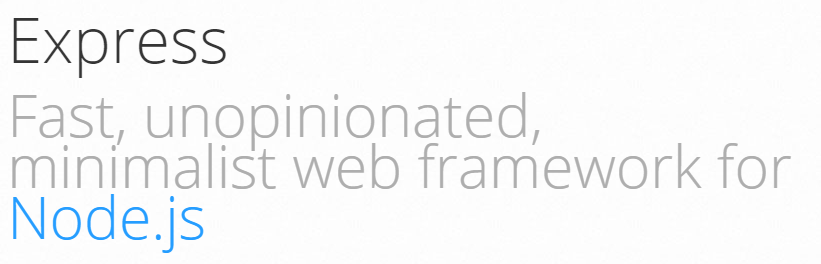 Express
Fast, unopinionated,
minimalist web framework for
Node.js